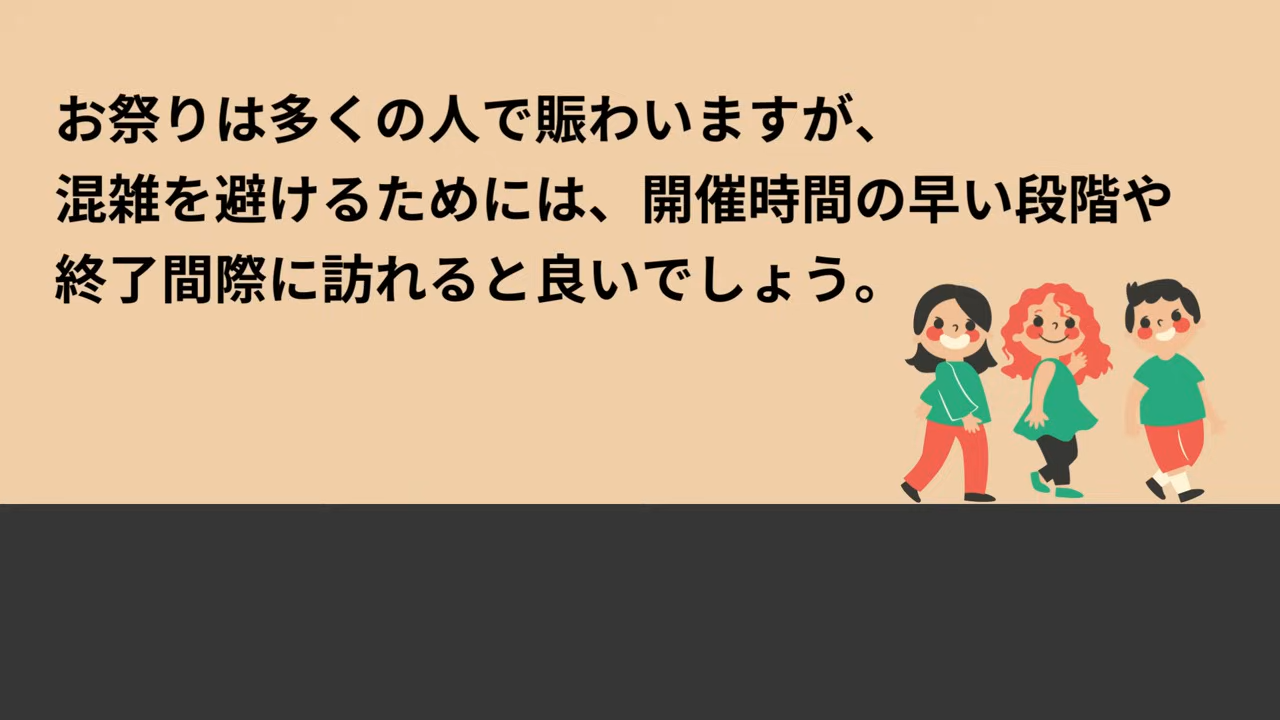 お祭りは多くの人で賑わいますが、
混雑を避けるためには、開催時間の早い段階や
終了間際に訪れると良いでしょう。